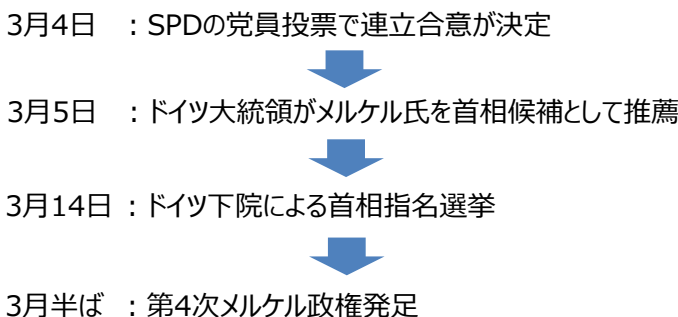 3月4日　：SPDの党員投票で連立合意が決定
3月5日　：ドイツ大統領がメルケル氏を首相候補として推薦
3月14日：ドイツ下院による首相指名選挙
3月半ば　：第4次メルケル政権発足